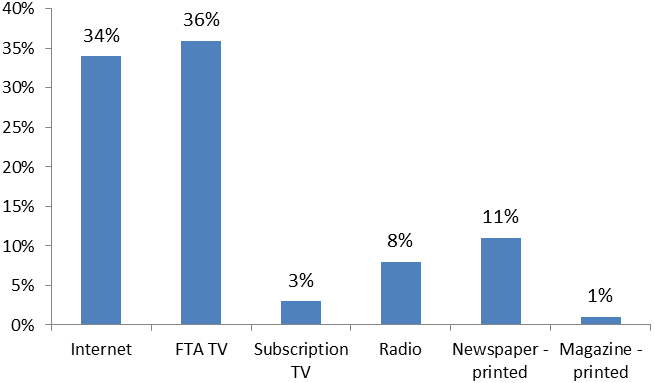 40%
35%
30%
25%
20%
15%
10%
5%
0%
34%
36%
3%
8%
11%
1%
Internet
FTA TV
Subscription
TV
Radio
Newspaper -
printed
Magazine -
printed